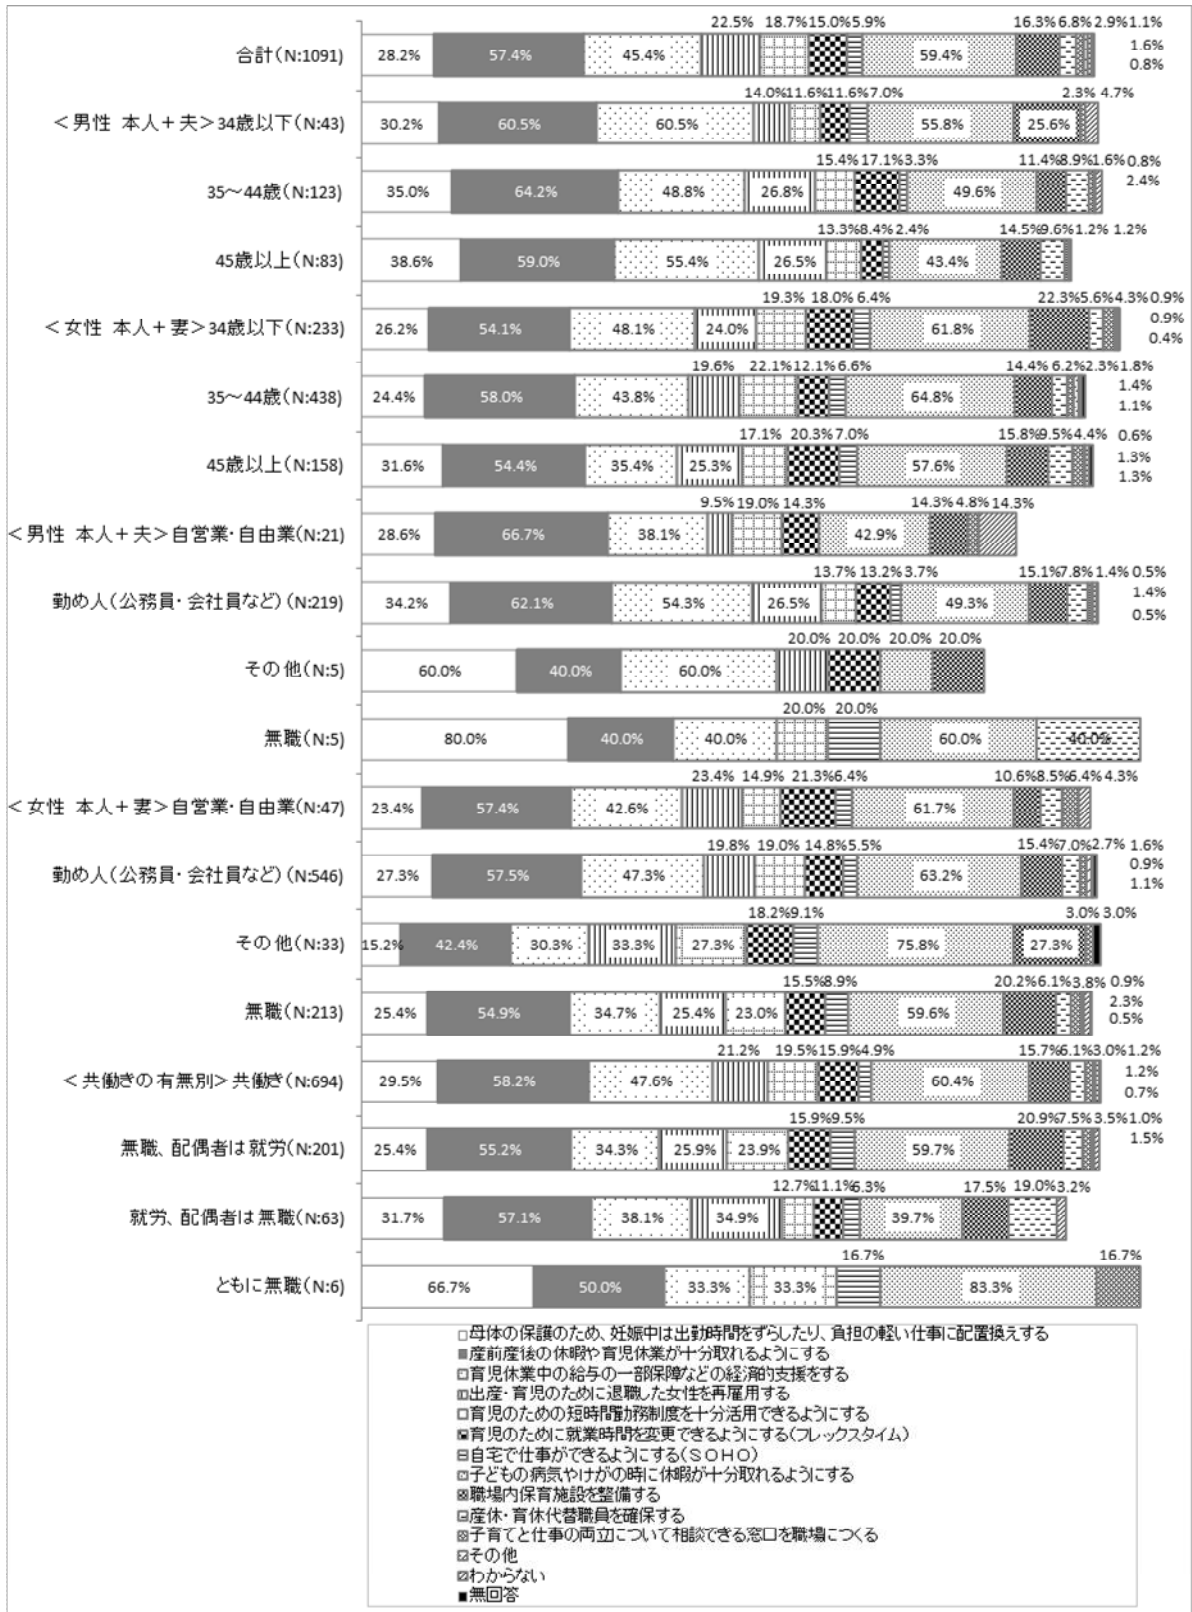 22.5% 18.7%15.0%5.9% 16.3%6.8%2.9%1.1%
合計(N:1091) 28.2% 57.4% 45.4% 59.4% 1.6%
0.8%
14.0%11.6%11.6%7.0% 2.3% 4.7%
<男性 本人+夫>34歳以下(N:43) 30.2% 60.5% 60.5% 55.8% 25.6%
15.4%17.1%3.3% 11.4%8.9%1.6%0.8%
35~44歳(N:123) 35.0% 64.2% 48.8% 26.8% 49.6% 2.4%
13.3%8.4%2.4% 14.5%9.6%1.2%1.2%
45歳以上(N:83) 38.6% 59.0% 55.4% 26.5% 43.4%
19.3% 18.0%6.4% 22.3%5.6%4.3%0.9%
<女性 本人+妻>34歳以下(N:233) 26.2% 54.1% 48.1% 24.0% 61.8% 0.9%
0.4%
19.6% 22.1%12.1%6.6% 14.4%6.2%2.3%1.8%
35~44歳(N:438) 24.4% 58.0% 43.8% 64.8% 1.4%
1.1%
17.1% 20.3%7.0% 15.8%9.5%4.4% 0.6%
45歳以上(N:158) 31.6% 54.4% 35.4% 25.3% 57.6% 1.3%
1.3%
9.5%19.0%14.3% 14.3%4.8%14.3%
<男性 本人+夫>自営業・自由業(N:21) 28.6% 66.7% 38.1% 42.9%
13.7%13.2%3.7% 15.1%7.8%1.4%0.5%
勤め人(公務員・会社員など)(N:219) 34.2% 62.1% 54.3% 26.5% 49.3% 1.4%
0.5%
20.0% 20.0% 20.0% 20.0%
その他(N:5) 60.0% 40.0% 60.0%
20.0% 20.0%
無職(N:5) 80.0% 40.0% 40.0% 60.0% 40.0%
23.4%14.9%21.3%6.4% 10.6%8.5%6.4%4.3%
<女性 本人+妻>自営業・自由業(N:47) 23.4% 57.4% 42.6% 61.7%
19.8%19.0%14.8%5.5% 15.4%7.0%2.7%1.6%
勤め人(公務員・会社員など)(N:546) 27.3% 57.5% 47.3% 63.2% 0.9%
1.1%
18.2%9.1% 3.0%3.0%
その他(N:33) 15.2% 42.4% 30.3% 33.3% 27.3% 75.8% 27.3%
15.5%8.9% 20.2%6.1%3.8%0.9%
無職(N:213) 25.4% 54.9% 34.7% 25.4% 23.0% 59.6% 2.3%
0.5%
21.2% 19.5%15.9%4.9% 15.7%6.1%3.0%1.2%
<共働きの有無別>共働き(N:694) 29.5% 58.2% 47.6% 60.4% 1.2%
0.7%
15.9%9.5% 20.9%7.5%3.5%1.0%
無職、配偶者は就労(N:201) 25.4% 55.2% 34.3% 25.9% 23.9% 59.7% 1.5%
12.7%11.1%6.3% 17.5% 19.0%3.2%
就労、配偶者は無職(N:63) 31.7% 57.1% 38.1% 34.9% 39.7%
16.7% 16.7%
ともに無職(N:6) 66.7% 50.0% 33.3% 33.3% 83.3%
母体の保護のため、妊娠中は出勤時間をずらしたり、負担の軽い仕事に配置換えする
産前産後の休暇や育児休業が十分取れるようにする
育児休業中の給与の一部保障などの経済的支援をする
出産・育児のために退職した女性を再雇用する
育児のための短時間勤務制度を十分活用できるようにする
育児のために就業時間を変更できるようにする(フレックスタイム)
自宅で仕事ができるようにする(SOHO)
子どもの病気やけがの時に休暇が十分取れるようにする
職場内保育施設を整備する
産休・育休代替職員を確保する
子育てと仕事の両立について相談できる窓口を職場につくる
その他
わからない
無回答